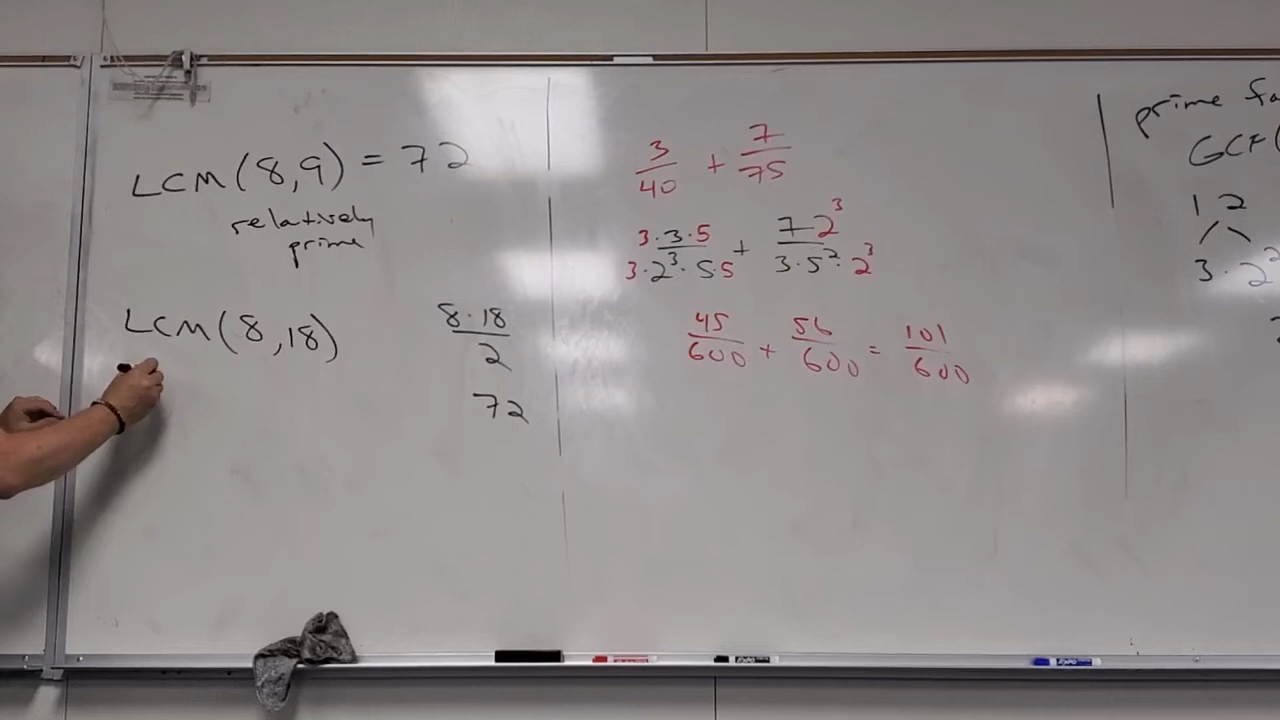 LCM(8,9) = 72
relatively
prime
LCM(8,18)
8·18
2
72
3/40 + 7/75
3·3·5/3·2³·5·5 + 7·2³/3·5²·2³
45/600 + 56/600 = 101/600
prime
GCF(
12
3·2²
EXPO
EXPO